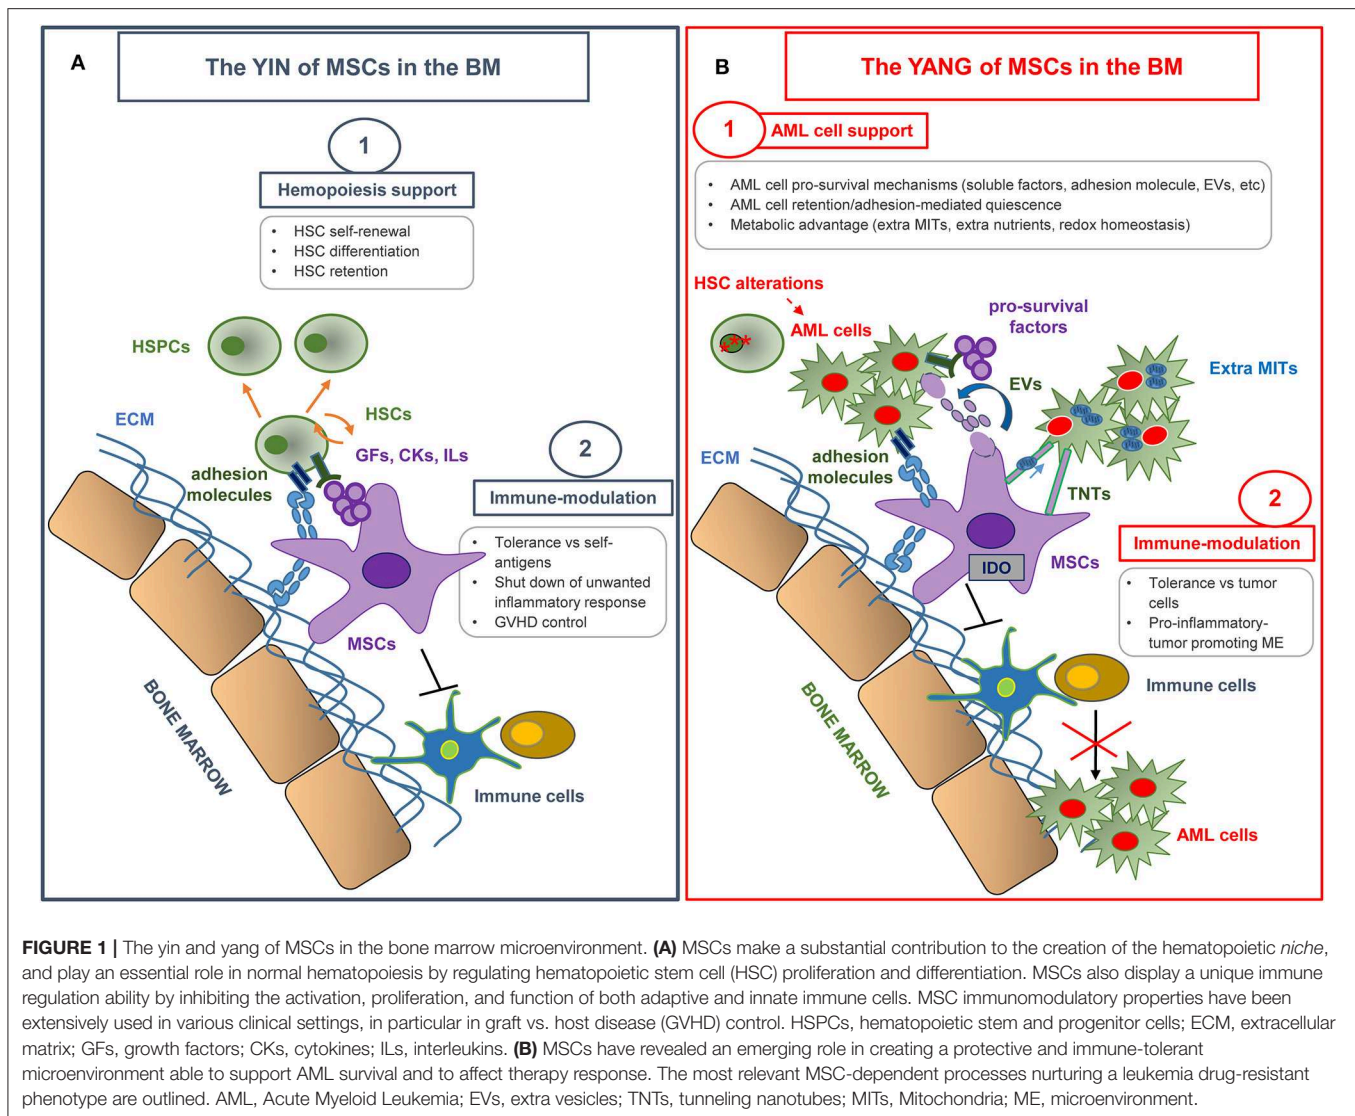 A
The YIN of MSCs in the BM
1
Hemopoiesis support
• HSC self-renewal
• HSC differentiation
• HSC retention
HSPCs
HSCs
ECM
GFs, CKs, ILs
adhesion
molecules
2
Immune-modulation
• Tolerance vs self-
antigens
• Shut down of unwanted
inflammatory response
• GVHD control
MSCs
BONE MARROW
Immune cells
B
The YANG of MSCs in the BM
1
AML cell support
• AML cell pro-survival mechanisms (soluble factors, adhesion molecule, EVs, etc)
• AML cell retention/adhesion-mediated quiescence
• Metabolic advantage (extra MITs, extra nutrients, redox homeostasis)
HSC alterations
AML cells
***
pro-survival
factors
EVs
Extra MITs
ECM
adhesion
molecules
TNTs
2
Immune-modulation
• Tolerance vs tumor
cells
• Pro-inflammatory-
tumor promoting ME
IDO
MSCs
Immune cells
BONE MARROW
AML cells
FIGURE 1 | The yin and yang of MSCs in the bone marrow microenvironment. (A) MSCs make a substantial contribution to the creation of the hematopoietic niche,
and play an essential role in normal hematopoiesis by regulating hematopoietic stem cell (HSC) proliferation and differentiation. MSCs also display a unique immune
regulation ability by inhibiting the activation, proliferation, and function of both adaptive and innate immune cells. MSC immunomodulatory properties have been
extensively used in various clinical settings, in particular in graft vs. host disease (GVHD) control. HSPCs, hematopoietic stem and progenitor cells; ECM, extracellular
matrix; GFs, growth factors; CKs, cytokines; ILs, interleukins. (B) MSCs have revealed an emerging role in creating a protective and immune-tolerant
microenvironment able to support AML survival and to affect therapy response. The most relevant MSC-dependent processes nurturing a leukemia drug-resistant
phenotype are outlined. AML, Acute Myeloid Leukemia; EVs, extra vesicles; TNTs, tunneling nanotubes; MITs, Mitochondria; ME, microenvironment.